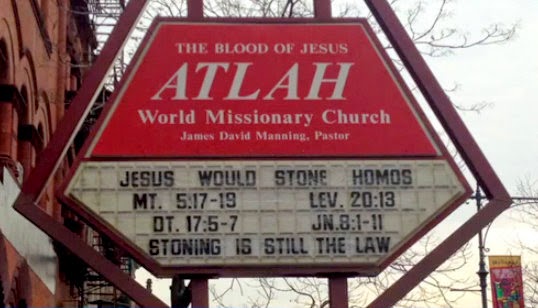 THE BLOOD OF JESUS
ATLAH
World Missionary Church
James David Manning, Pastor
JESUS WOULD STONE HOMOS
MT. 5:17-19 LEV. 20:13
DT. 17:5-7 JN.8:1-11
STONING IS STILL THE LAW